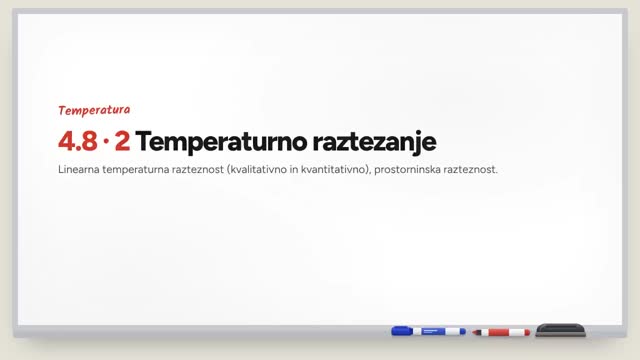 Temperatura
4.8 · 2 Temperaturno raztezanje
Linearna temperaturna razteznost (kvalitativno in kvantitativno), prostorninska razteznost.